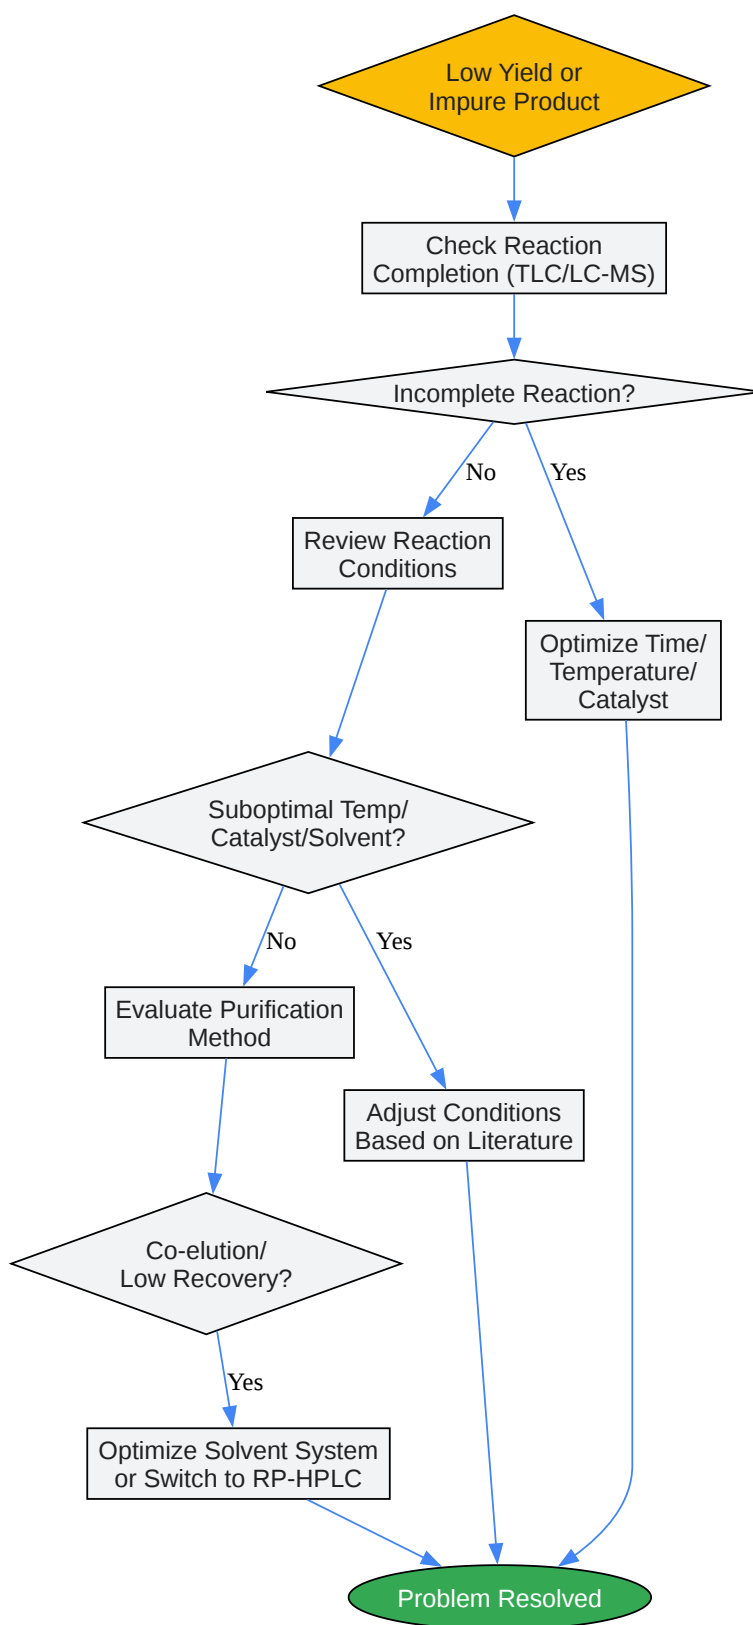 Low Yield or
Impure Product
Check Reaction
Completion (TLC/LC-MS)
Incomplete Reaction?
No
Yes
Review Reaction
Conditions
Optimize Time/
Temperature/
Catalyst
Suboptimal Temp/
Catalyst/Solvent?
No
Yes
Evaluate Purification
Method
Adjust Conditions
Based on Literature
Co-elution/
Low Recovery?
Yes
Optimize Solvent System
or Switch to RP-HPLC
Problem Resolved